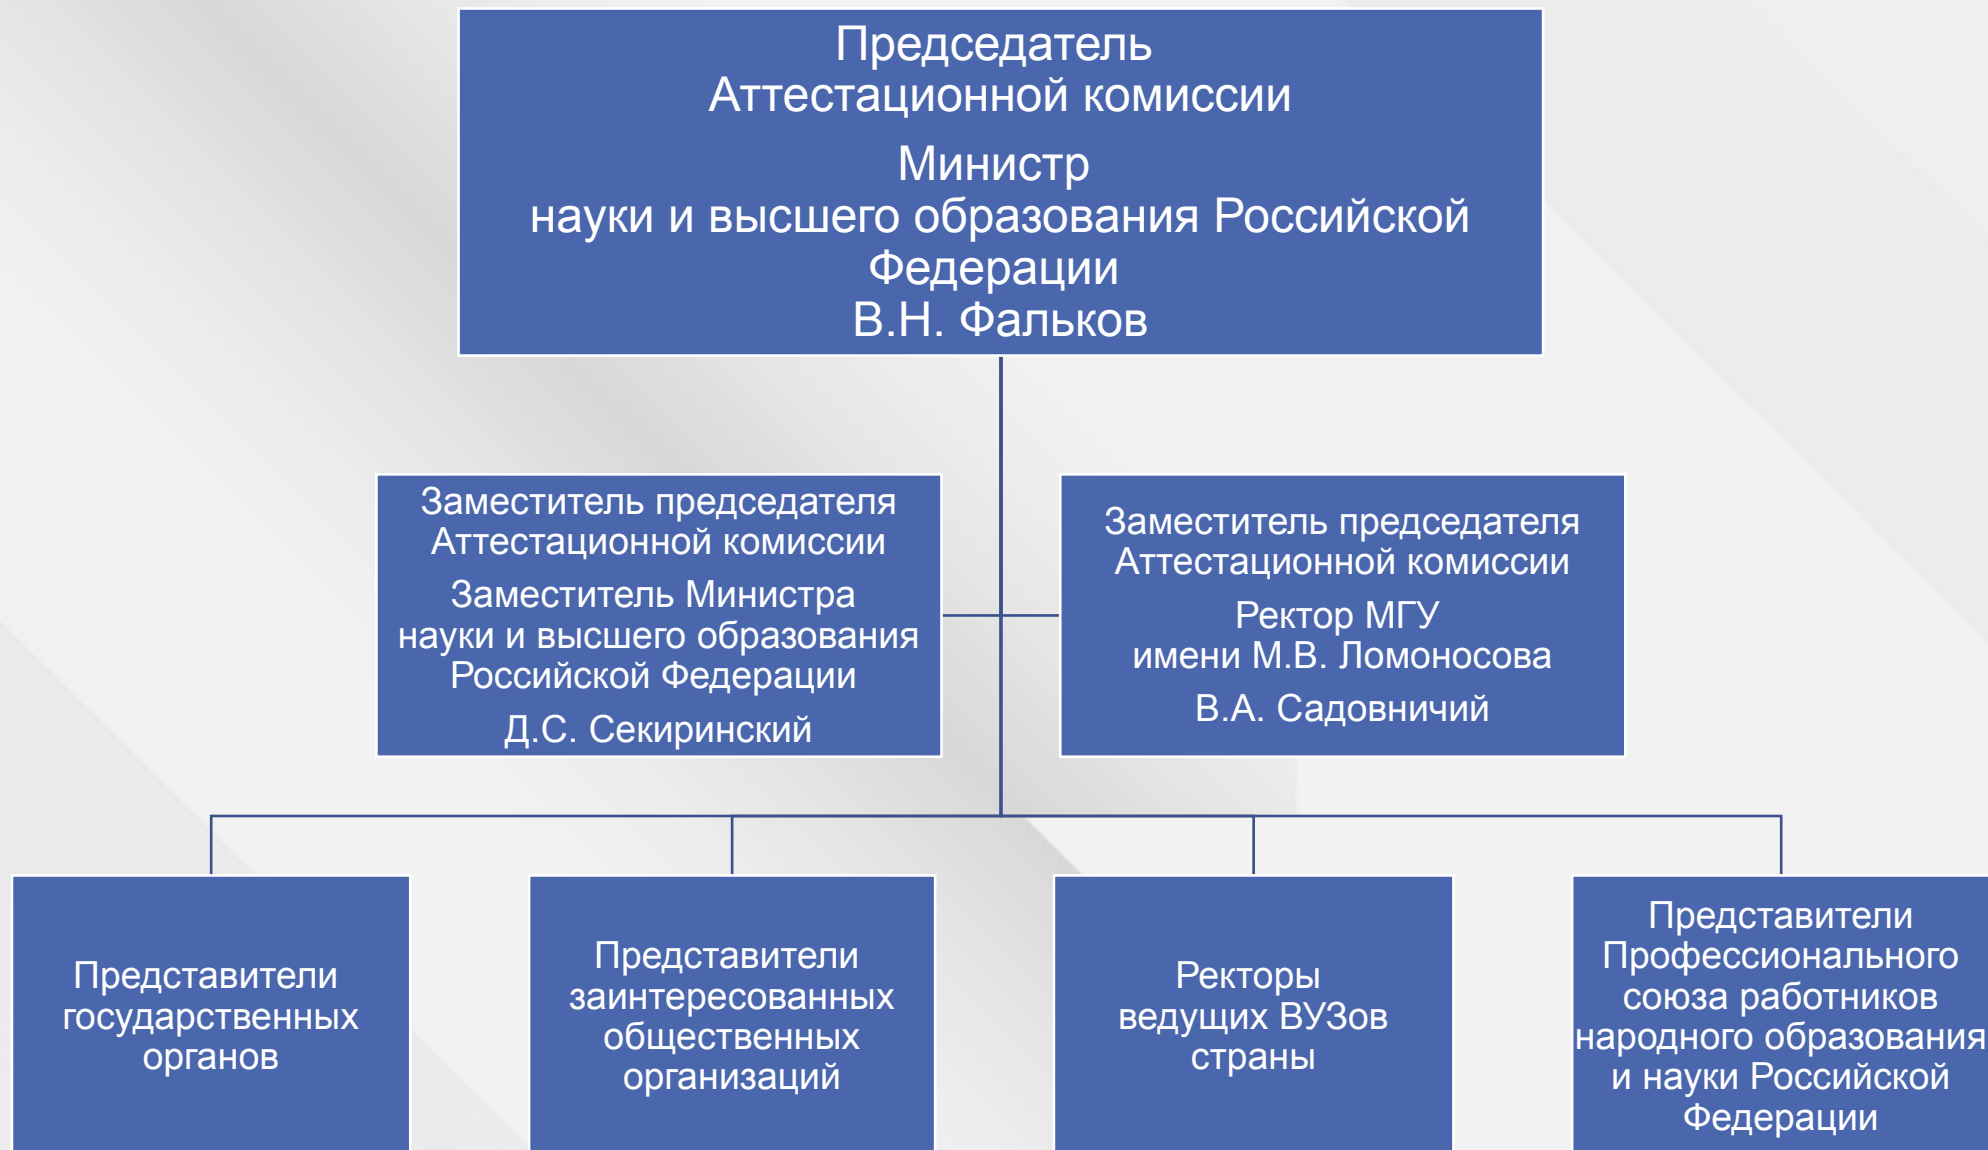 Председатель
Аттестационной комиссии
Министр
науки и высшего образования Российской
Федерации
В.Н. Фальков
Заместитель председателя
Аттестационной комиссии
Заместитель Министра
науки и высшего образования
Российской Федерации
Д.С. Секиринский
Заместитель председателя
Аттестационной комиссии
Ректор МГУ
имени М.В. Ломоносова
В.А. Садовничий
Представители
государственных
органов
Представители
заинтересованных
общественных
организаций
Ректоры
ведущих ВУЗов
страны
Представители
Профессионального
союза работников
народного образования
и науки Российской
Федерации